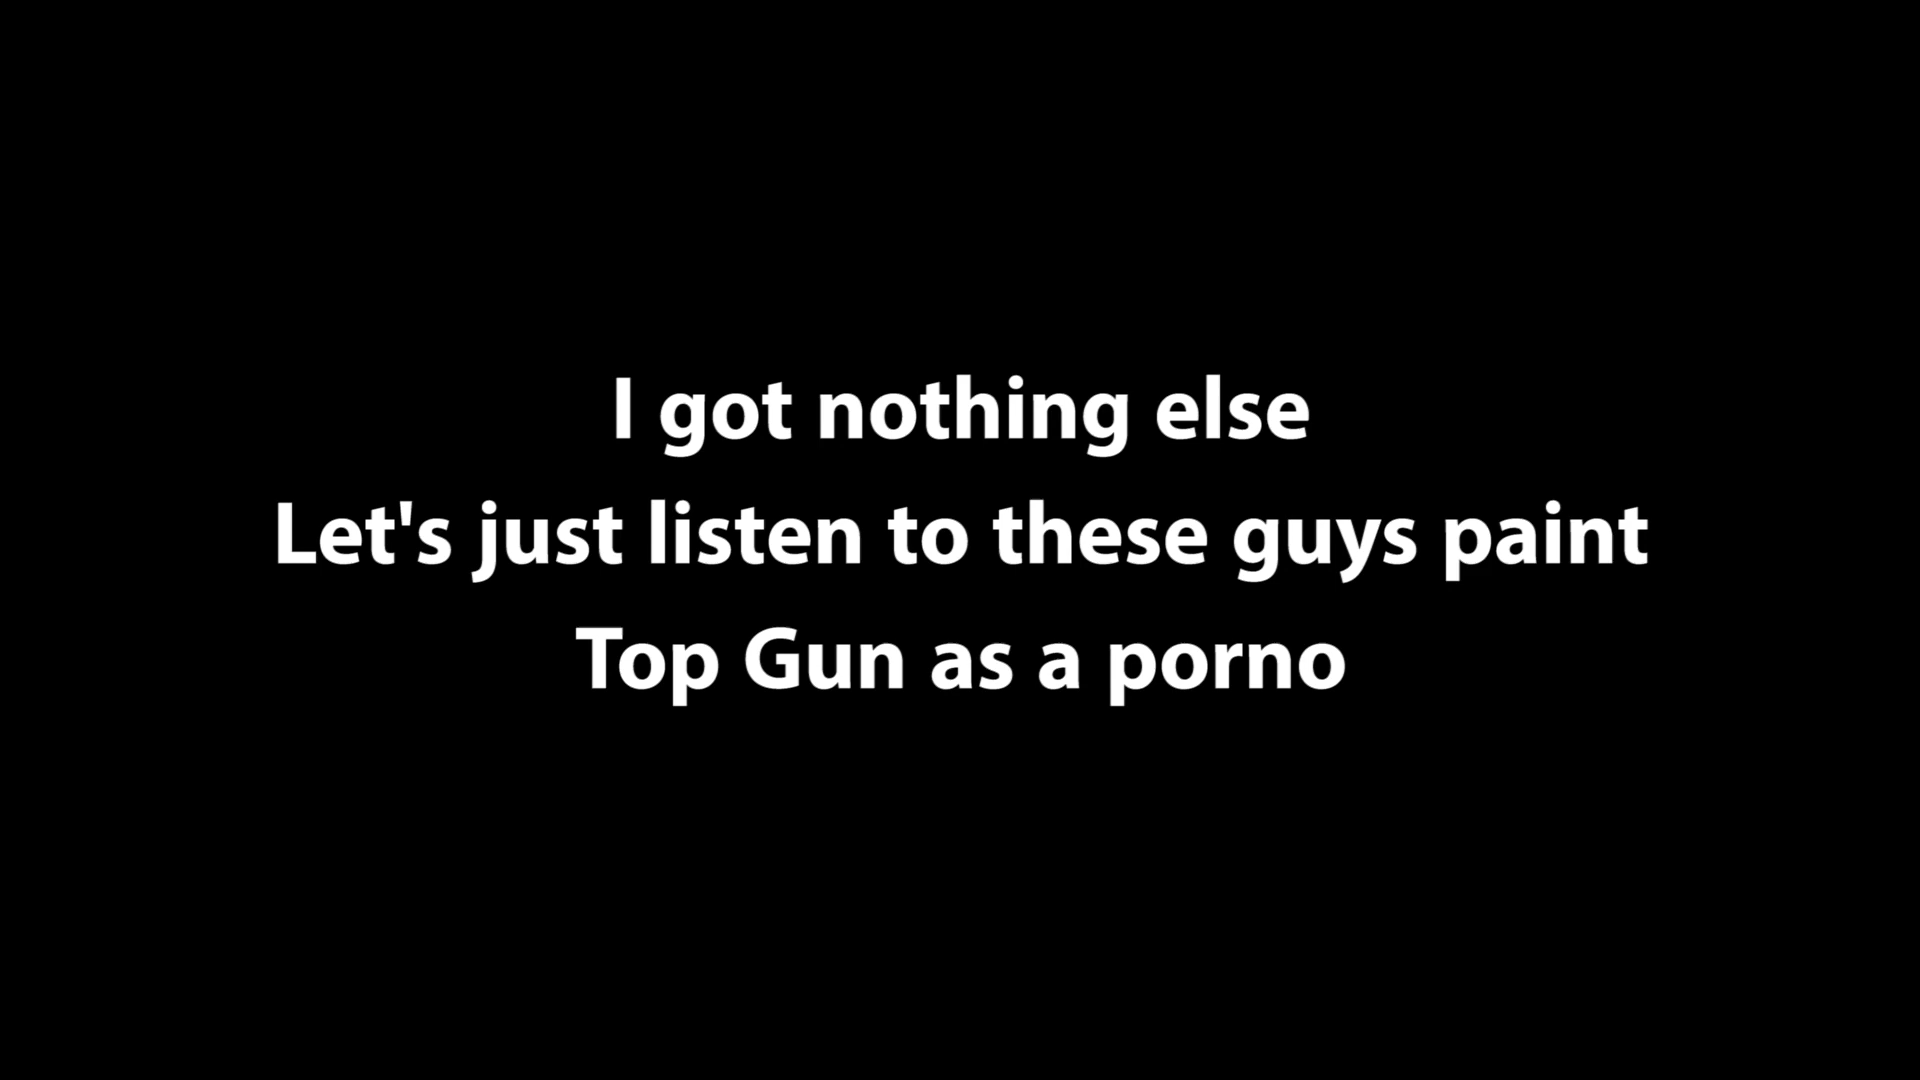 I got nothing else
Let's just listen to these guys paint
Top Gun as a porno